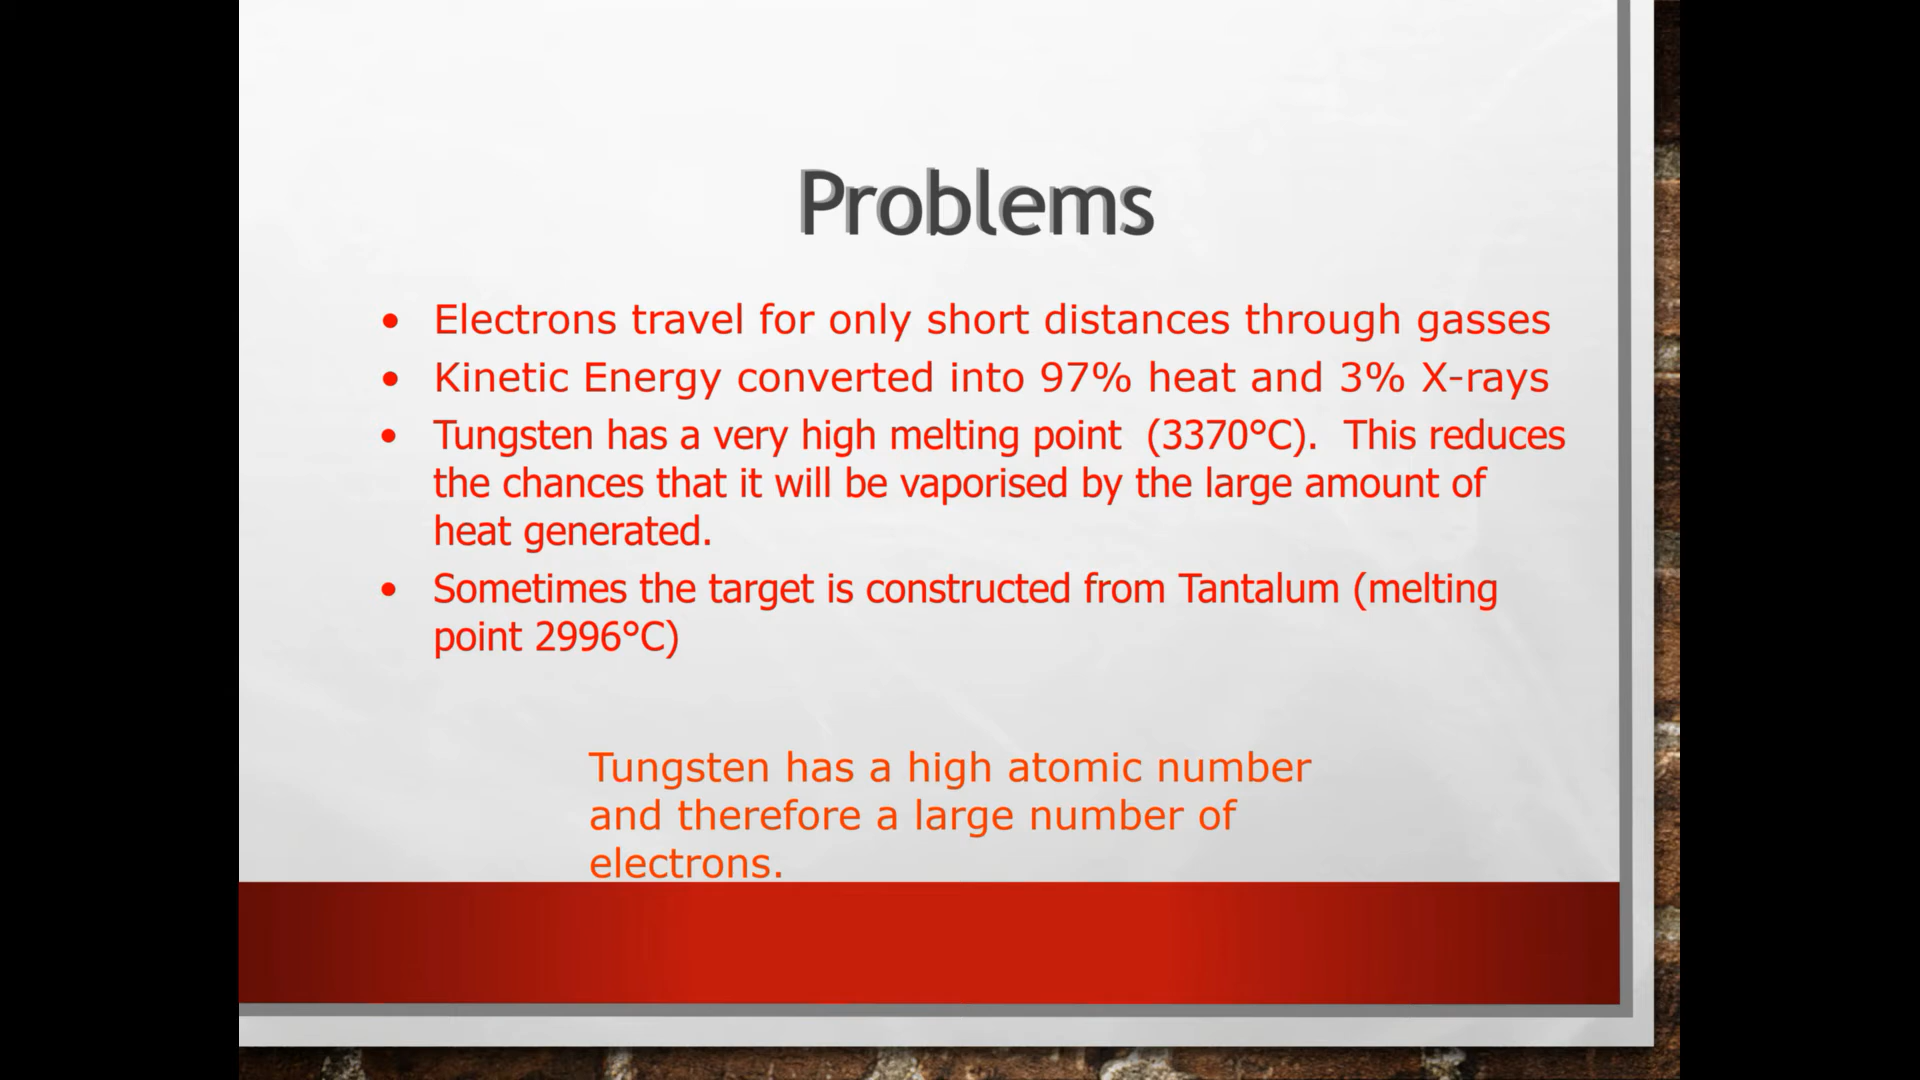 Problems
• Electrons travel for only short distances through gasses
• Kinetic Energy converted into 97% heat and 3% X-rays
• Tungsten has a very high melting point (3370°C). This reduces
the chances that it will be vaporised by the large amount of
heat generated.
• Sometimes the target is constructed from Tantalum (melting
point 2996°C)
Tungsten has a high atomic number
and therefore a large number of
electrons.